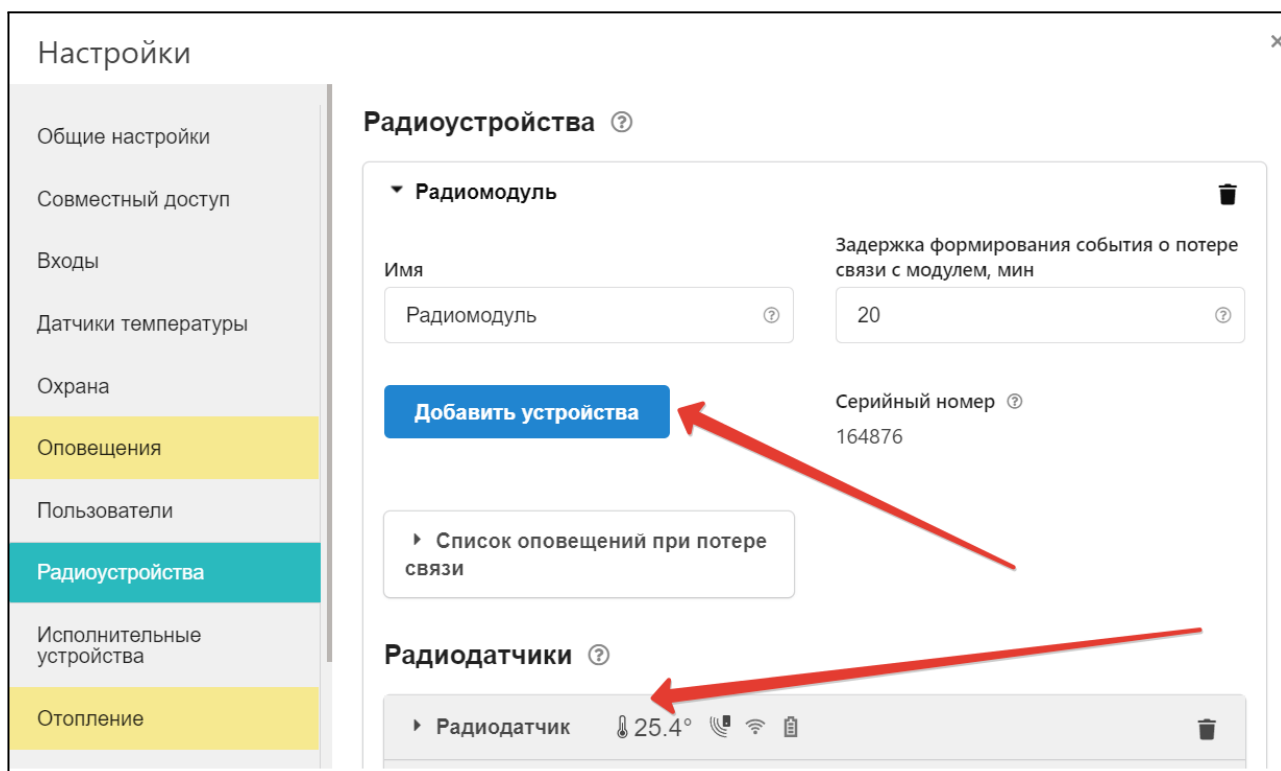 Настройки
Общие настройки
Совместный доступ
Входы
Датчики температуры
Охрана
Оповещения
Пользователи
Радиоустройства
Исполнительные
устройства
Отопление
Радиоустройства
Радиомодуль
Имя
Радиомодуль
Задержка формирования события о потере
связи с модулем, мин
20
Добавить устройства
Серийный номер
164876
Список оповещений при потере
связи
Радиодатчики
Радиодатчик 25.4°